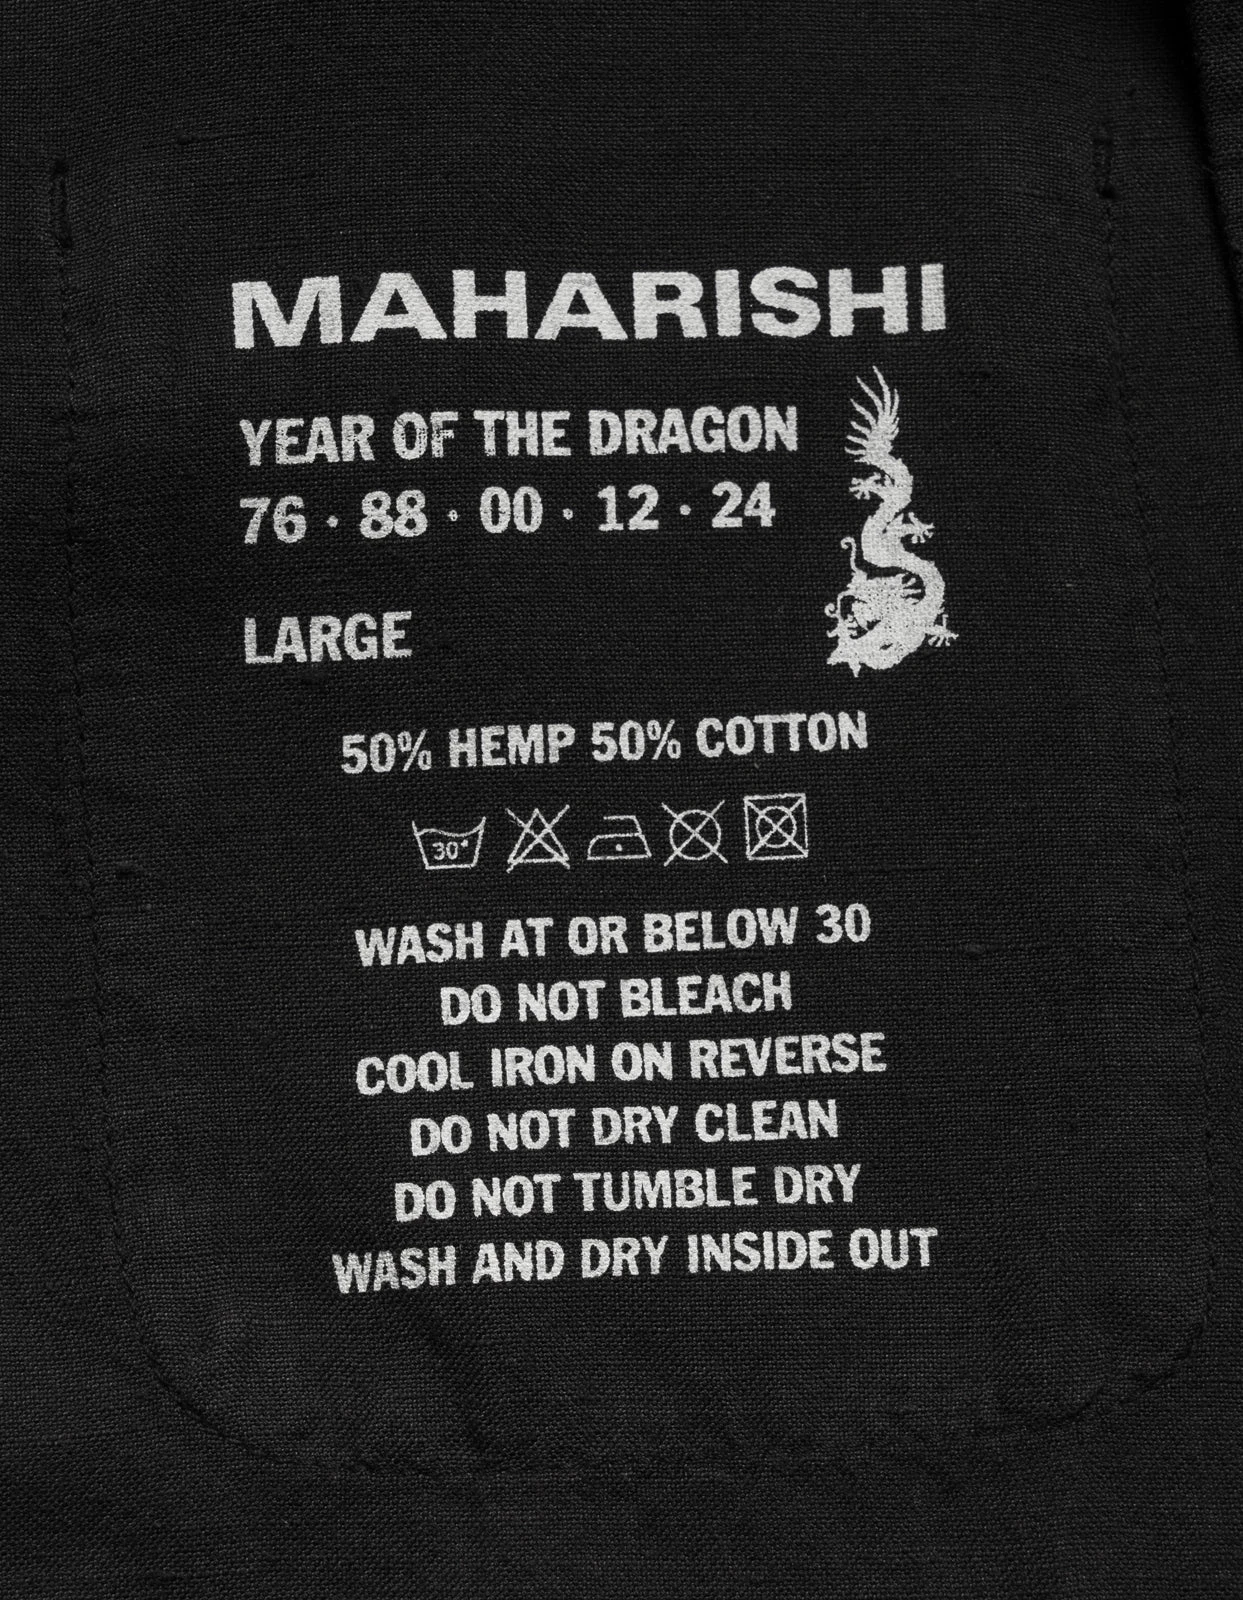 MAHARISHI
YEAR OF THE DRAGON
76 · 88 · 00 · 12 · 24
LARGE
50% HEMP 50% COTTON
30°
WASH AT OR BELOW 30
DO NOT BLEACH
COOL IRON ON REVERSE
DO NOT DRY CLEAN
DO NOT TUMBLE DRY
WASH AND DRY INSIDE OUT